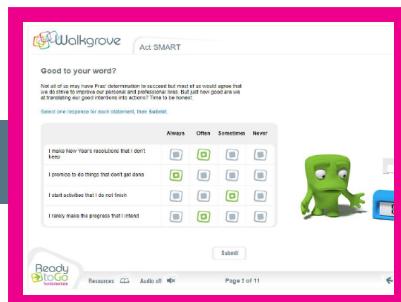 Walkgrove
Act SMART
Good to your word?
Not all of us may have Pras' determination to succeed but most of us would agree that
we do strive to improve our personal and professional lives. But just how good are we
at translating our good intentions into actions? Time to be honest.
Select one response for each statement, then Submit.
Always Often Sometimes Never
I make New Year's resolutions that I don't
keep
I promise to do things that don't get done
I start activities that I do not finish
I rarely make the progress that I intend
Submit
Ready
to Go
Resources Audio off Page 5 of 11